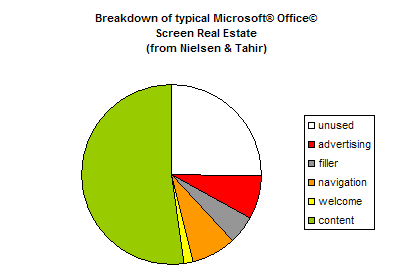 Breakdown of typical Microsoft® Office©
Screen Real Estate
(from Nielsen & Tahir)
unused
advertising
filler
navigation
welcome
content